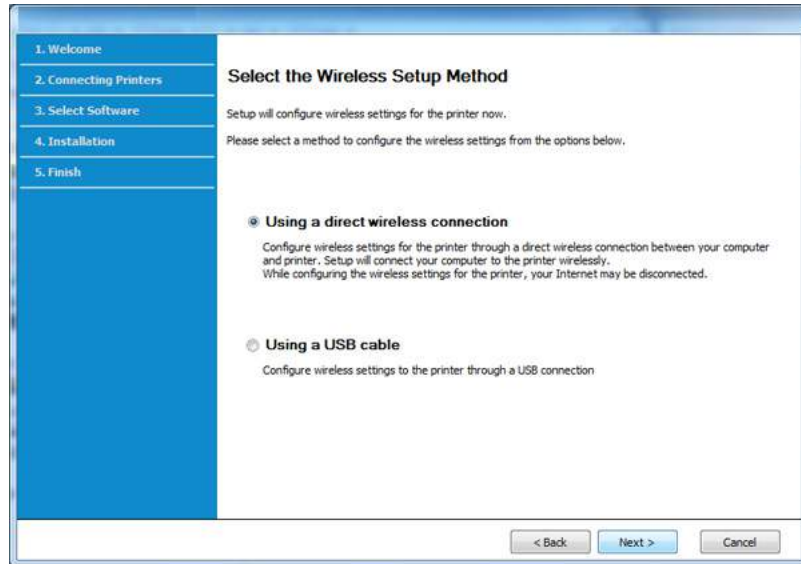 1. Welcome
2. Connecting Printers
3. Select Software
4. Installation
5. Finish
Select the Wireless Setup Method
Setup will configure wireless settings for the printer now.
Please select a method to configure the wireless settings from the options below.
Using a direct wireless connection
Configure wireless settings for the printer through a direct wireless connection between your computer
and printer. Setup will connect your computer to the printer wirelessly.
While configuring the wireless settings for the printer, your Internet may be disconnected.
Using a USB cable
Configure wireless settings to the printer through a USB connection
< Back Next > Cancel